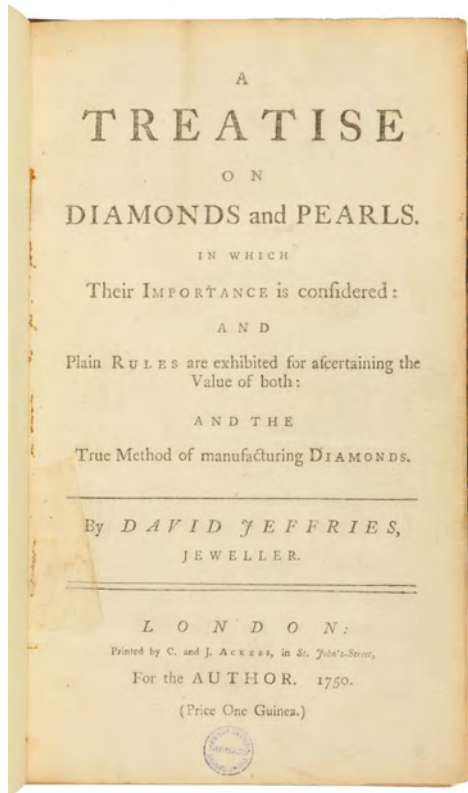 A
TREATISE
ON
DIAMONDS and PEARLS.
IN WHICH
Their IMPORTANCE is conſidered:
AND
Plain RULES are exhibited for aſcertaining the
Value of both:
AND THE
True Method of manufacturing DIAMONDS.
By DAVID JEFFRIES,
JEWELLER.
LONDON:
Printed by C. and J. ACKERS, in St. John's-Street,
For the AUTHOR. 1750.
(Price One Guinea.)